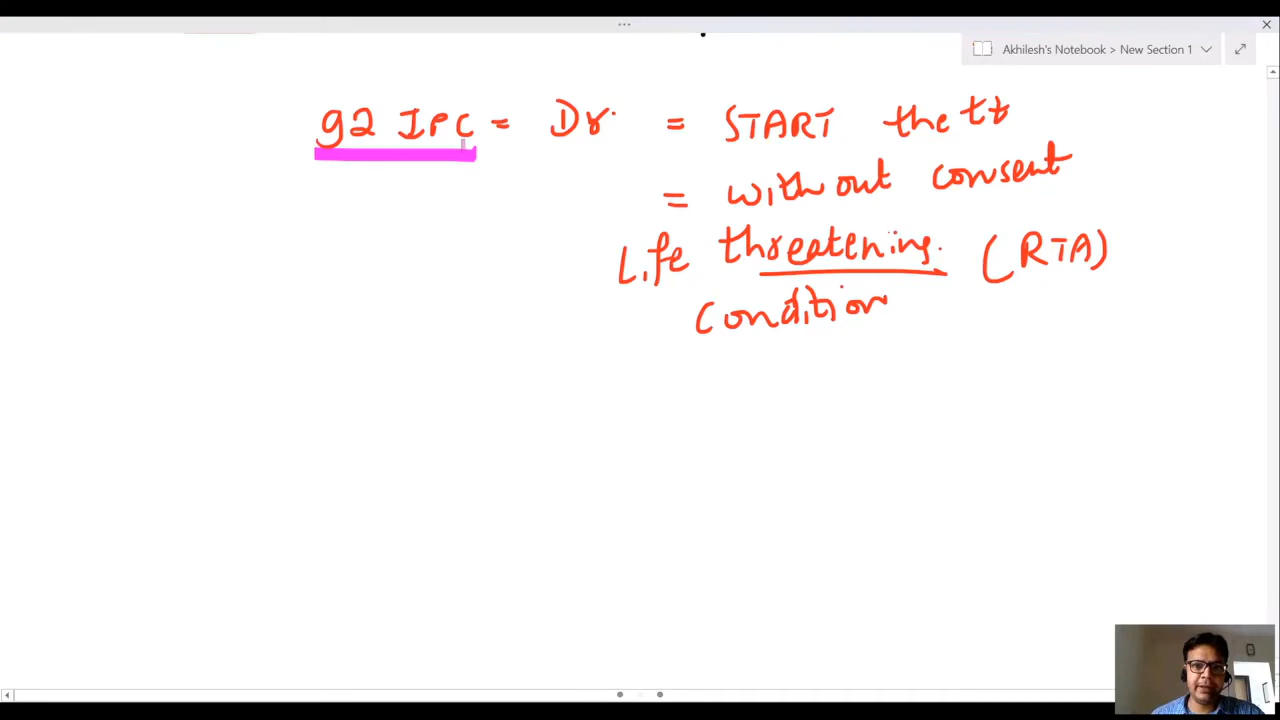 Akhilesh's Notebook > New Section 1
92 IPC = Dr. = START the tt
= without consent
Life threatening. (RTA)
Condition